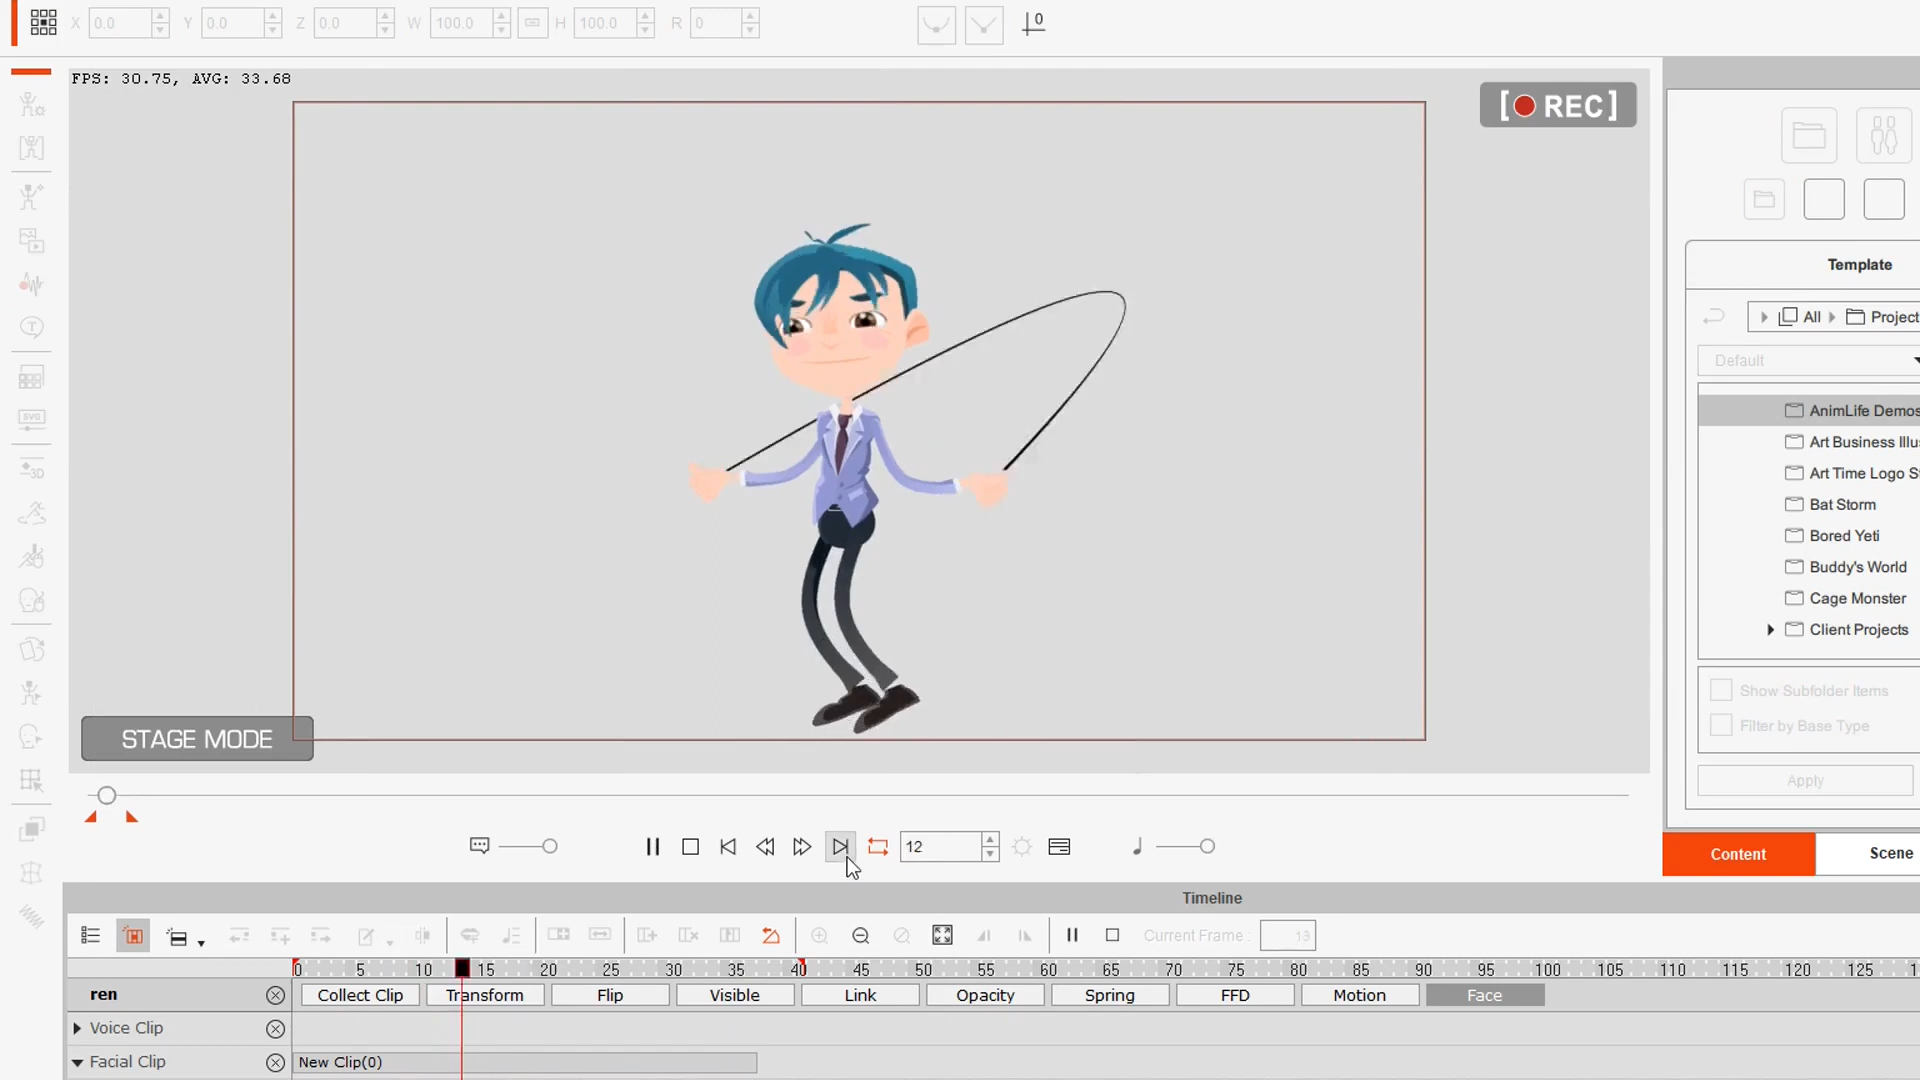 X 0.0 Y 0.0 Z 0.0 W 100.0 H 100.0 R 0
0
FPS: 30.75, AVG: 33.68
[ REC]
Template
All Project
Default
AnimLife Demos
Art Business Illu
Art Time Logo S
Bat Storm
Bored Yeti
Buddy's World
Cage Monster
Client Projects
Show Subfolder Items
Filter by Base Type
Apply
Content
Scene
STAGE MODE
SVG
3D
12
Timeline
Current Frame : 13
0 5 10 15 20 25 30 35 40 45 50 55 60 65 70 75 80 85 90 95 100 105 110 115 120 125 1
ren Collect Clip Transform Flip Visible Link Opacity Spring FFD Motion Face
Voice Clip
Facial Clip New Clip(0)